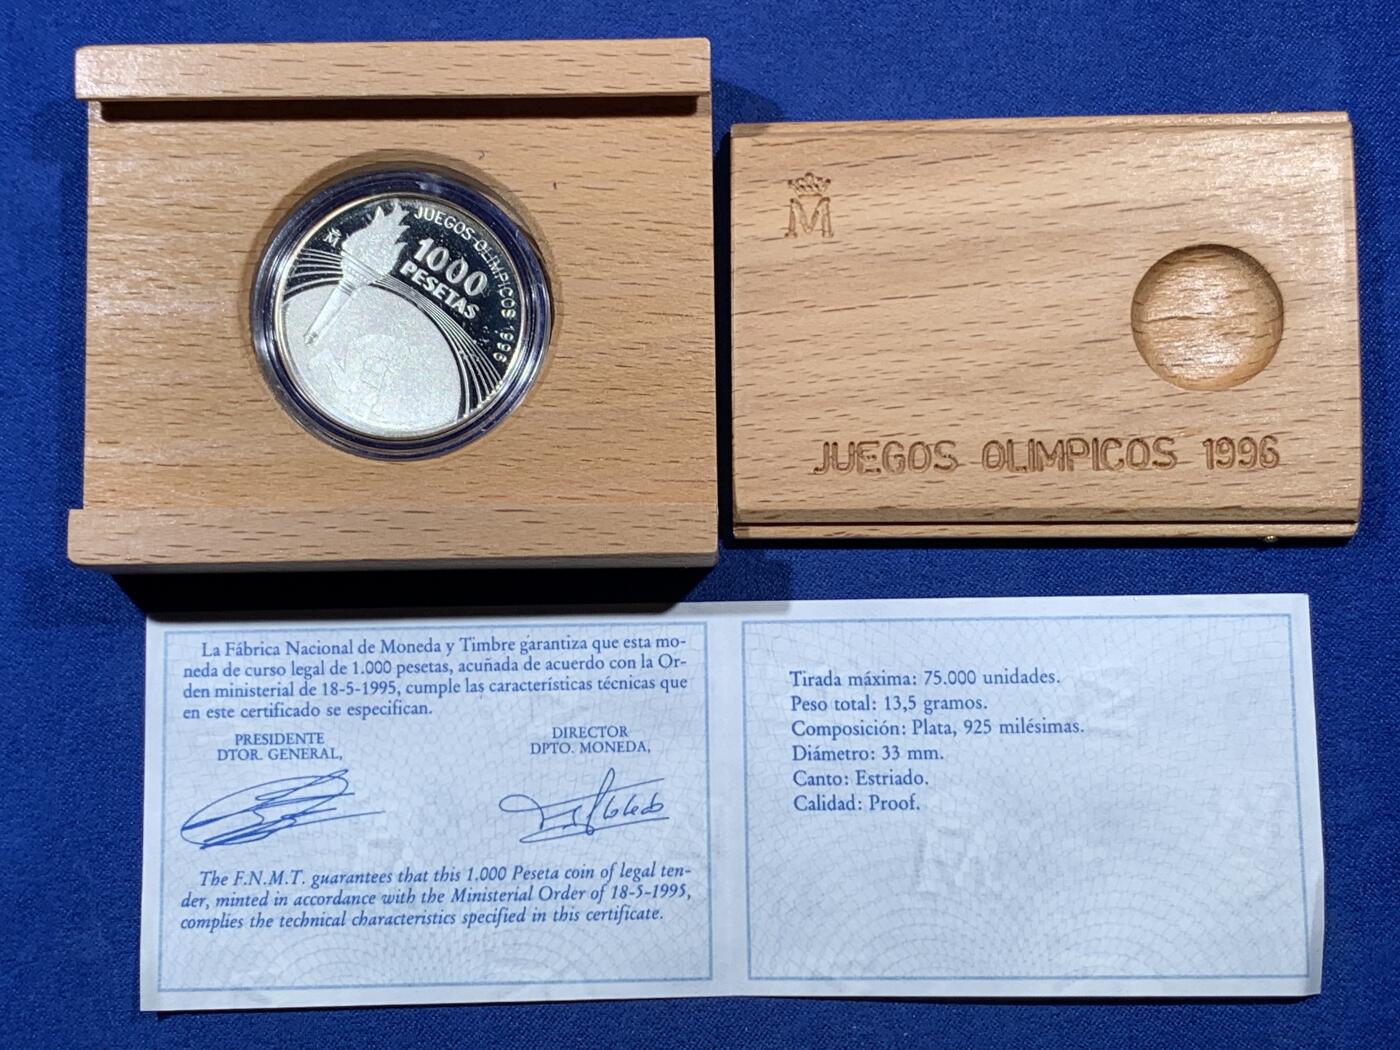 M
JUEGOS OLIMPICOS 1996
1000
PESETAS
M
JUEGOS OLIMPICOS 1996
La Fábrica Nacional de Moneda y Timbre garantiza que esta mo-
neda de curso legal de 1.000 pesetas, acuñada de acuerdo con la Or-
den ministerial de 18-5-1995, cumple las características técnicas que
en este certificado se especifican.
PRESIDENTE
DTOR. GENERAL,
DIRECTOR
DPTO. MONEDA,
The F.N.M.T. guarantees that this 1.000 Peseta coin of legal ten-
der, minted in accordance with the Ministerial Order of 18-5-1995,
complies the technical characteristics specified in this certificate.
Tirada máxima: 75.000 unidades.
Peso total: 13,5 gramos.
Composición: Plata, 925 milésimas.
Diámetro: 33 mm.
Canto: Estriado.
Calidad: Proof.